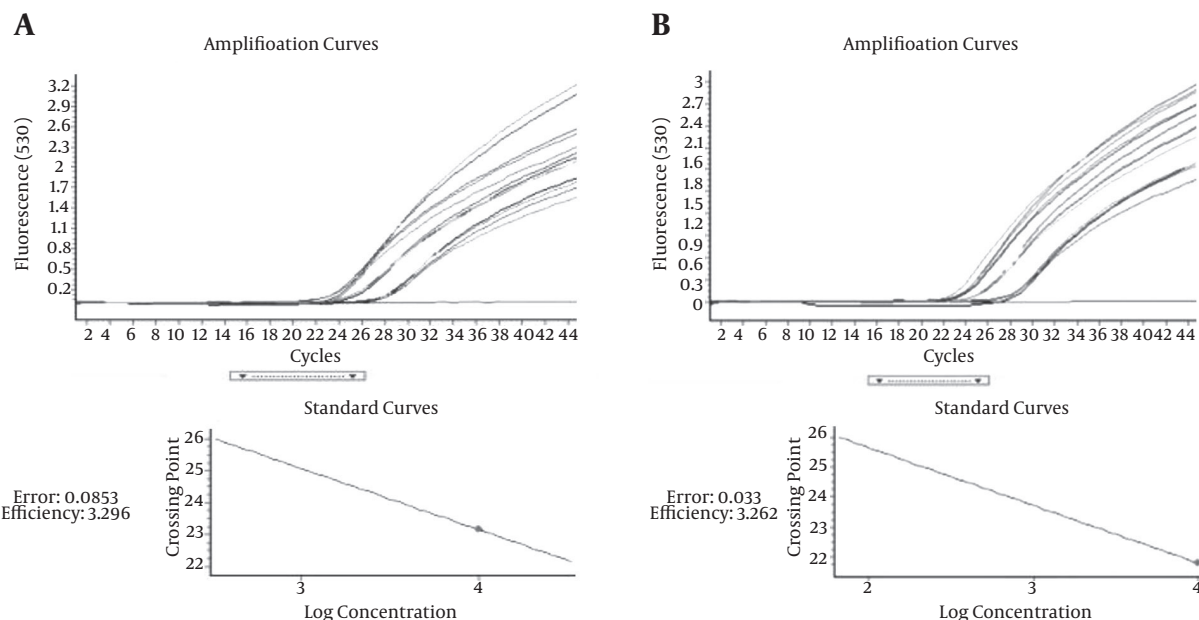 A
Amplifioation Curves
Fluorescence (530)
3.2
2.9
2.6
2.3
2
1.7
1.4
1.1
0.8
0.5
0.2
2 4 6 8 10 12 14 16 18 20 22 24 26 28 30 32 34 36 38 40 42 44
Cycles
Standard Curves
Error: 0.0853
Efficiency: 3.296
Crossing Point
26
25
24
23
22
3 4
Log Concentration
B
Amplifioation Curves
Fluorescence (530)
3
2.7
2.4
2.1
1.6
1.8
1.5
1.2
0.9
0.6
0.3
0
2 4 6 8 10 12 14 16 18 20 22 24 26 28 30 32 34 36 38 40 42 44
Cycles
Standard Curves
Error: 0.033
Efficiency: 3.262
Crossing Point
26
25
24
23
22
2 3 4
Log Concentration